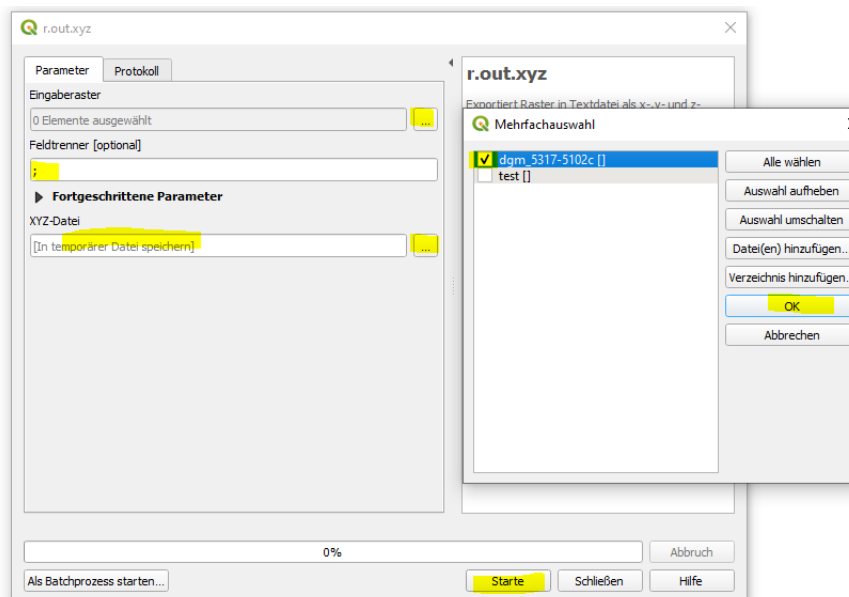 r.out.xyz
Parameter
Protokoll
Eingaberaster
0 Elemente ausgewählt
...
Feldtrenner [optional]
;
Fortgeschrittene Parameter
XYZ-Datei
[In temporärer Datei speichern]
...
r.out.xyz
Exportiert Raster in Textdatei als x-,y- und z-
Mehrfachauswahl
dgm_5317-5102c []
test []
Alle wählen
Auswahl aufheben
Auswahl umschalten
Datei(en) hinzufügen...
Verzeichnis hinzufügen...
OK
Abbrechen
0%
Abbruch
Als Batchprozess starten...
Starte
Schließen
Hilfe